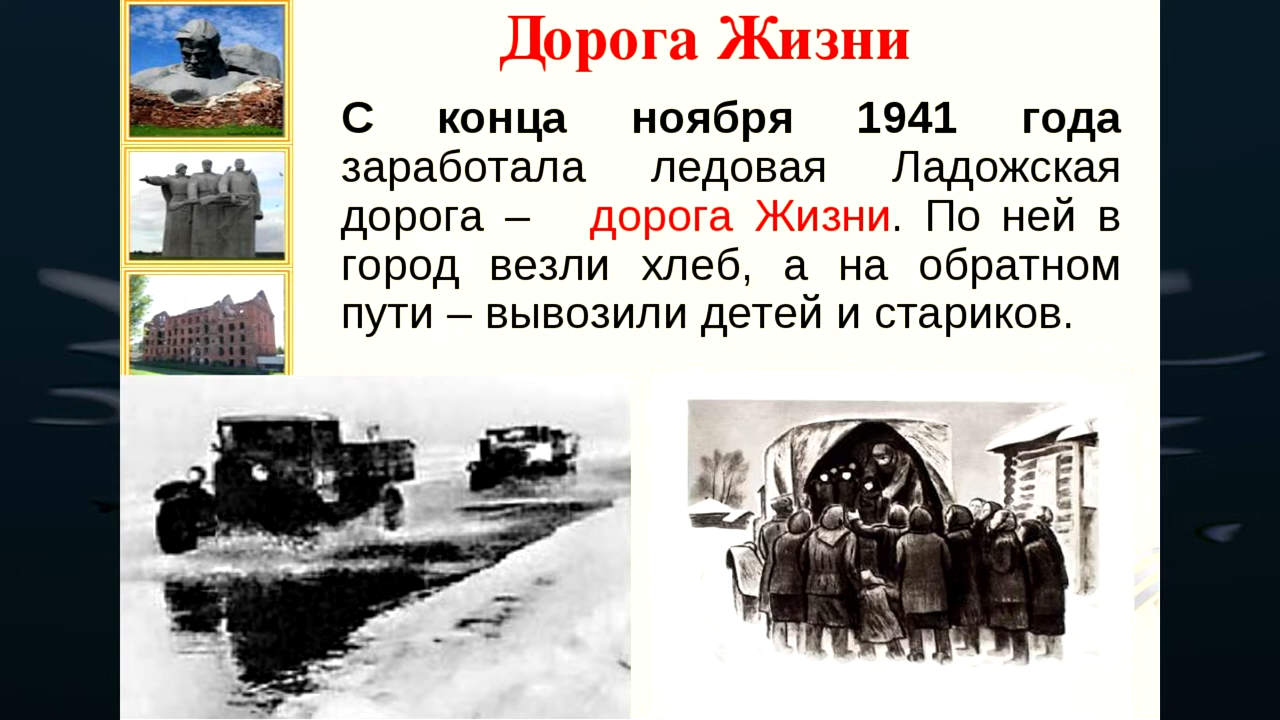 Дорога Жизни
С конца ноября 1941 года
заработала ледовая Ладожская
дорога – дорога Жизни. По ней в
город везли хлеб, а на обратном
пути – вывозили детей и стариков.